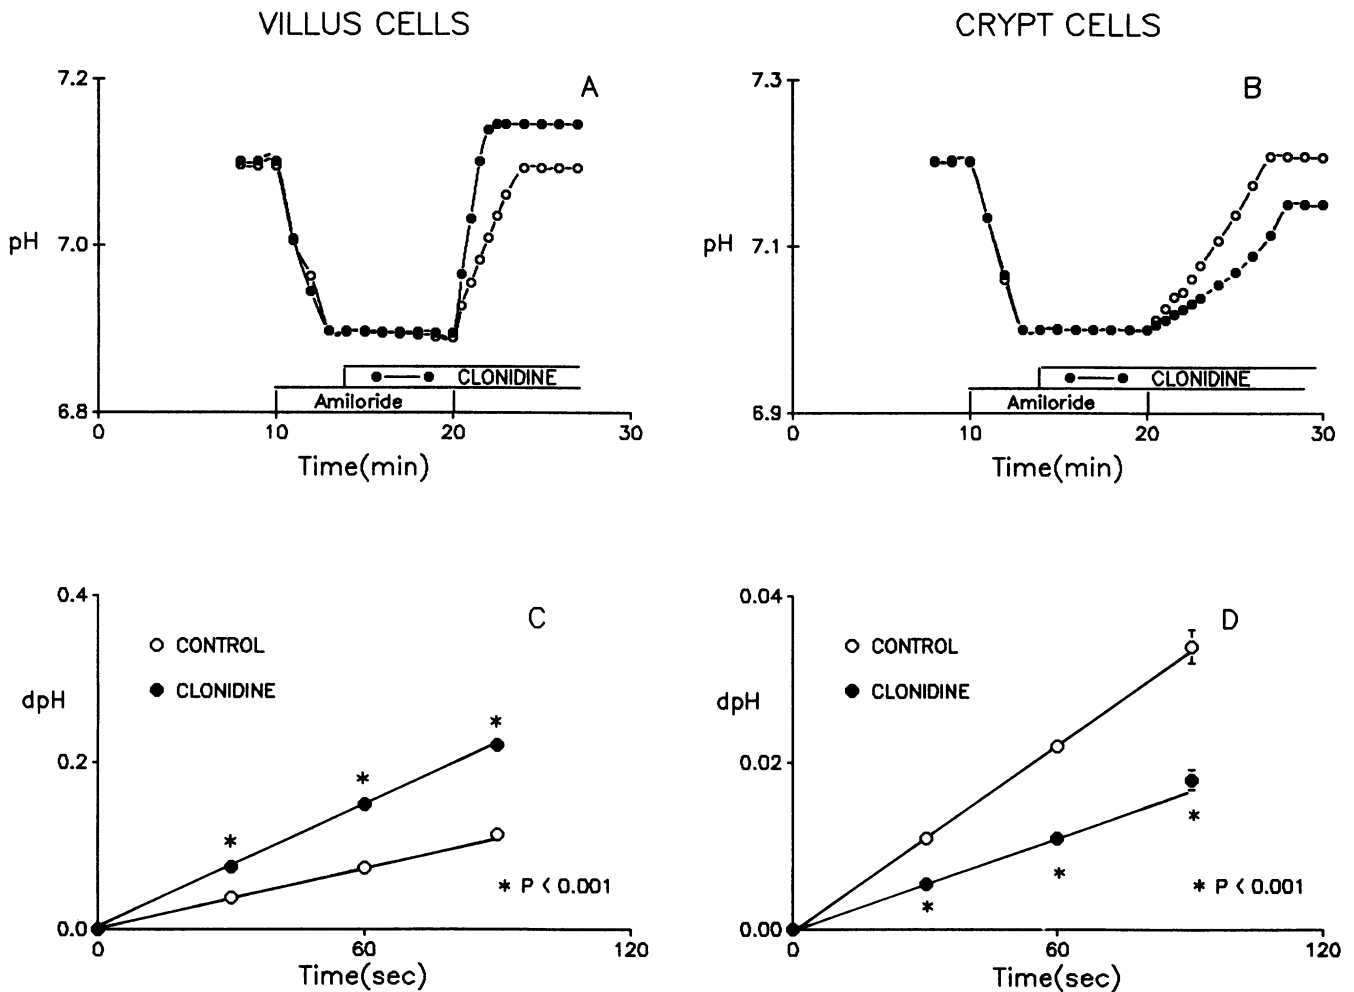 VILLUS CELLS
CRYPT CELLS
A
7.2
7.0
6.8
pH
CLONIDINE
Amiloride
0 10 20 30
Time(min)
B
7.3
7.1
6.9
pH
CLONIDINE
Amiloride
0 10 20 30
Time(min)
C
0.4
0.2
0.0
dpH
CONTROL
CLONIDINE
*
*
*
* P < 0.001
0 60 120
Time(sec)
D
0.04
0.02
0.00
dpH
CONTROL
CLONIDINE
*
*
*
* P < 0.001
0 60 120
Time(sec)